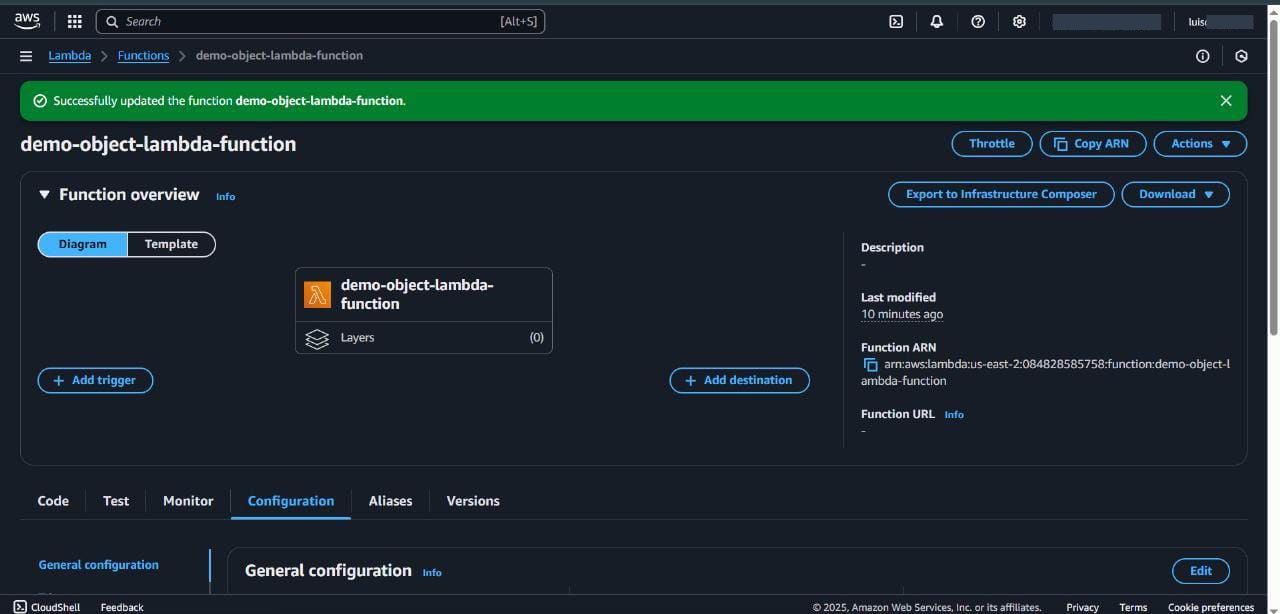 aws
Search [Alt+S]
Lambda Functions demo-object-lambda-function
Successfully updated the function demo-object-lambda-function.
demo-object-lambda-function
Throttle Copy ARN Actions
Function overview Info
Export to Infrastructure Composer Download
Diagram Template
demo-object-lambda-
function
Layers (0)
+ Add trigger
+ Add destination
Description
-
Last modified
10 minutes ago
Function ARN
arn:aws:lambda:us-east-2:084828585758:function:demo-object-l
ambda-function
Function URL Info
-
Code Test Monitor Configuration Aliases Versions
General configuration
General configuration Info
Edit
CloudShell Feedback
© 2025, Amazon Web Services, Inc. or its affiliates. Privacy Terms Cookie preferences